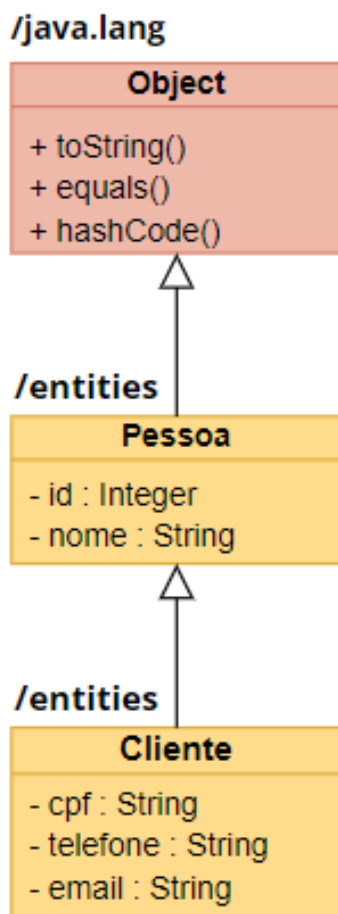 /java.lang
Object
+ toString()
+ equals()
+ hashCode()
/entities
Pessoa
- id : Integer
- nome : String
/entities
Cliente
- cpf : String
- telefone : String
- email : String